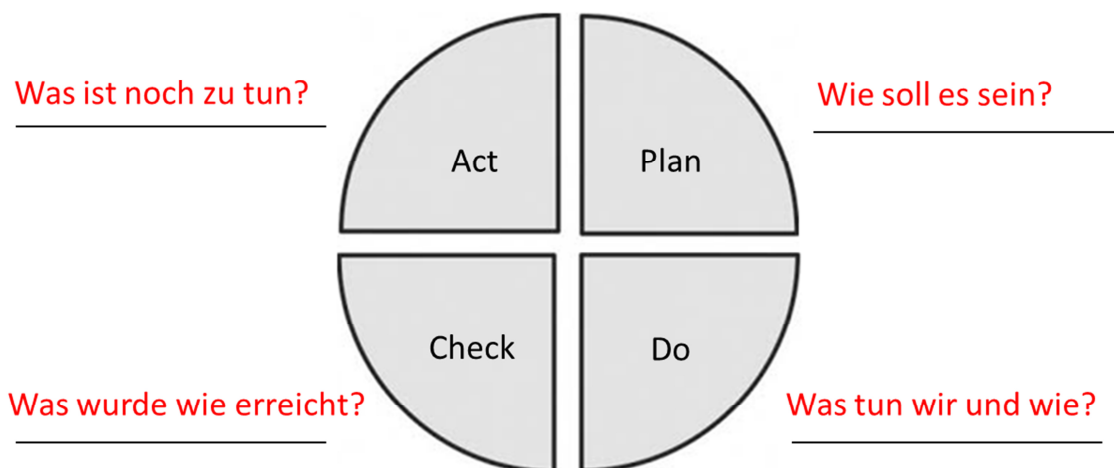 Was ist noch zu tun?
Wie soll es sein?
Act
Plan
Check
Do
Was wurde wie erreicht?
Was tun wir und wie?